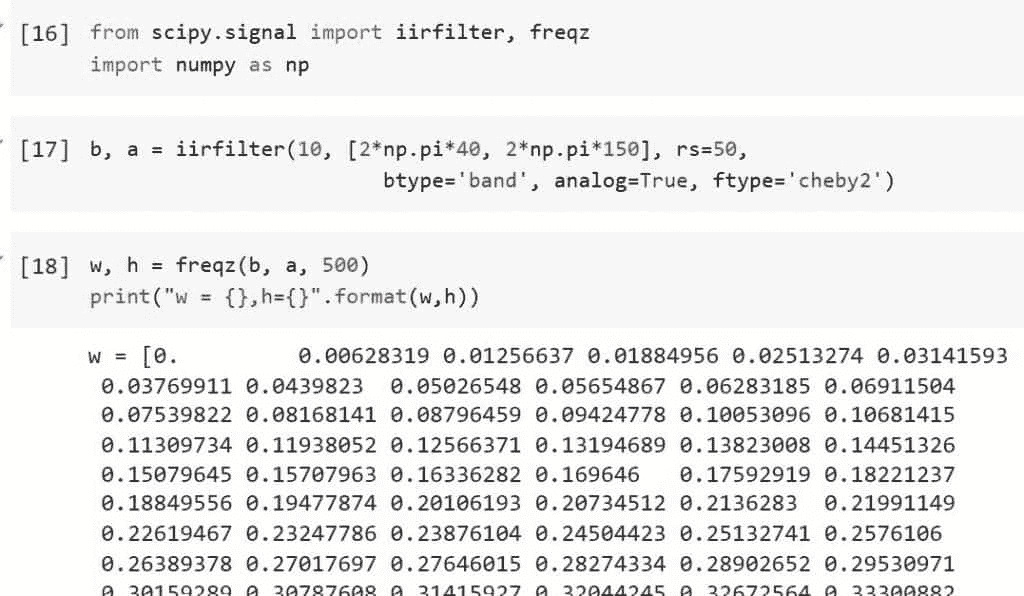 [16] from scipy.signal import iirfilter, freqz
import numpy as np
[17] b, a = iirfilter(10, [2*np.pi*40, 2*np.pi*150], rs=50,
btype='band', analog=True, ftype='cheby2')
[18] w, h = freqz(b, a, 500)
print("w = {},h={}".format(w,h))
w = [0.         0.00628319 0.01256637 0.01884956 0.02513274 0.03141593
0.03769911 0.0439823  0.05026548 0.05654867 0.06283185 0.06911504
0.07539822 0.08168141 0.08796459 0.09424778 0.10053096 0.10681415
0.11309734 0.11938052 0.12566371 0.13194689 0.13823008 0.14451326
0.15079645 0.15707963 0.16336282 0.169646   0.17592919 0.18221237
0.18849556 0.19477874 0.20106193 0.20734512 0.2136283  0.21991149
0.22619467 0.23247786 0.23876104 0.24504423 0.25132741 0.2576106
0.26389378 0.27017697 0.27646015 0.28274334 0.28902652 0.29530971
0.30159289 0.30787608 0.31415927 0.32044245 0.32672564 0.33300882